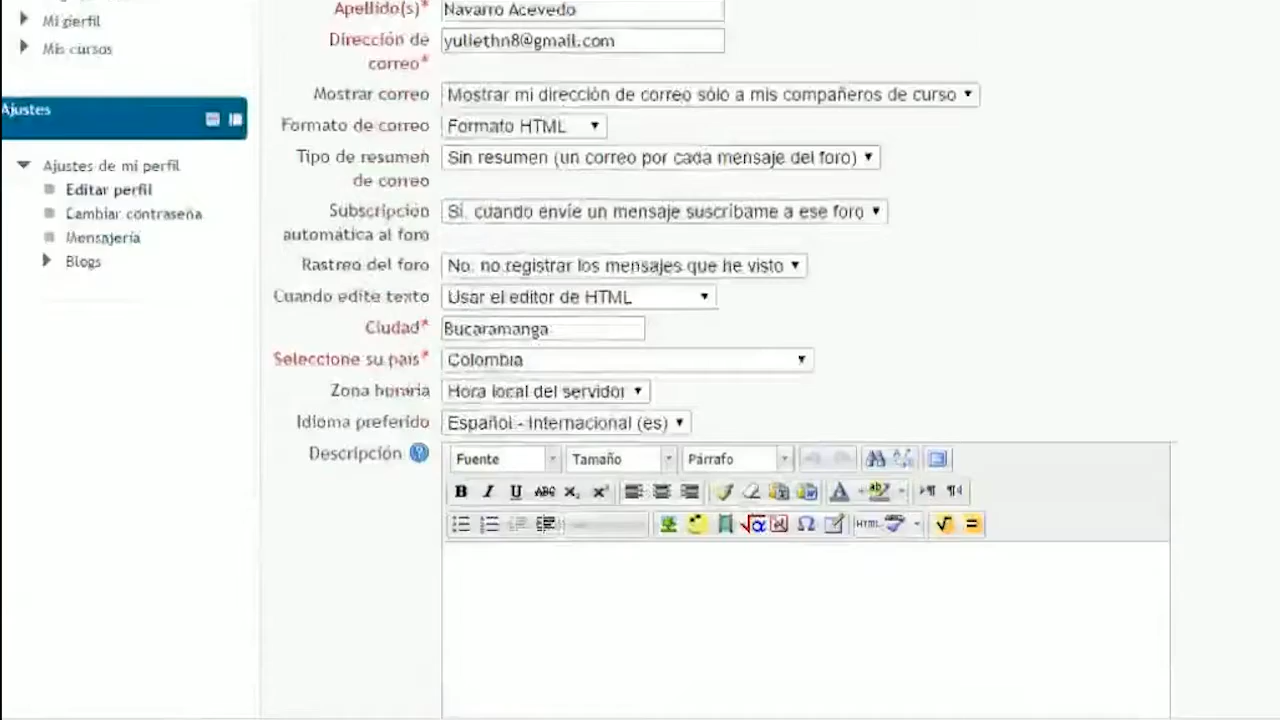 Mi perfil
Mis cursos
Ajustes
Ajustes de mi perfil
Editar perfil
Cambiar contraseña
Mensajería
Blogs
Apellido(s)* Navarro Acevedo
Dirección de correo* yuliethn8@gmail.com
Mostrar correo Mostrar mi dirección de correo sólo a mis compañeros de curso
Formato de correo Formato HTML
Tipo de resumen de correo Sin resumen (un correo por cada mensaje del foro)
Subscripción automática al foro Sí, cuando envíe un mensaje suscríbame a ese foro
Rastreo del foro No: no registrar los mensajes que he visto
Cuando edite texto Usar el editor de HTML
Ciudad* Bucaramanga
Seleccione su país* Colombia
Zona horaria Hora local del servidor
Idioma preferido Español - Internacional (es)
Descripción
Fuente Tamaño Párrafo
B I U ABC X₂ X² A ab
Ω HTML √ =